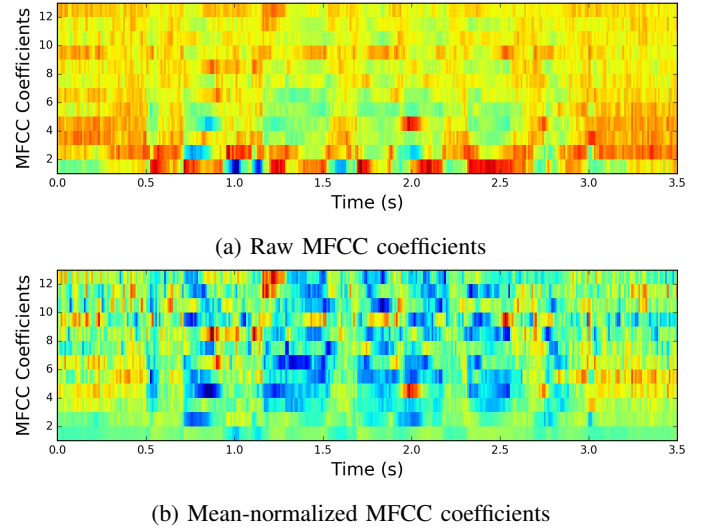 12
10
8
6
4
2
MFCC Coefficients
0.0 0.5 1.0 1.5 2.0 2.5 3.0 3.5
Time (s)
(a) Raw MFCC coefficients
12
10
8
6
4
2
MFCC Coefficients
0.0 0.5 1.0 1.5 2.0 2.5 3.0 3.5
Time (s)
(b) Mean-normalized MFCC coefficients